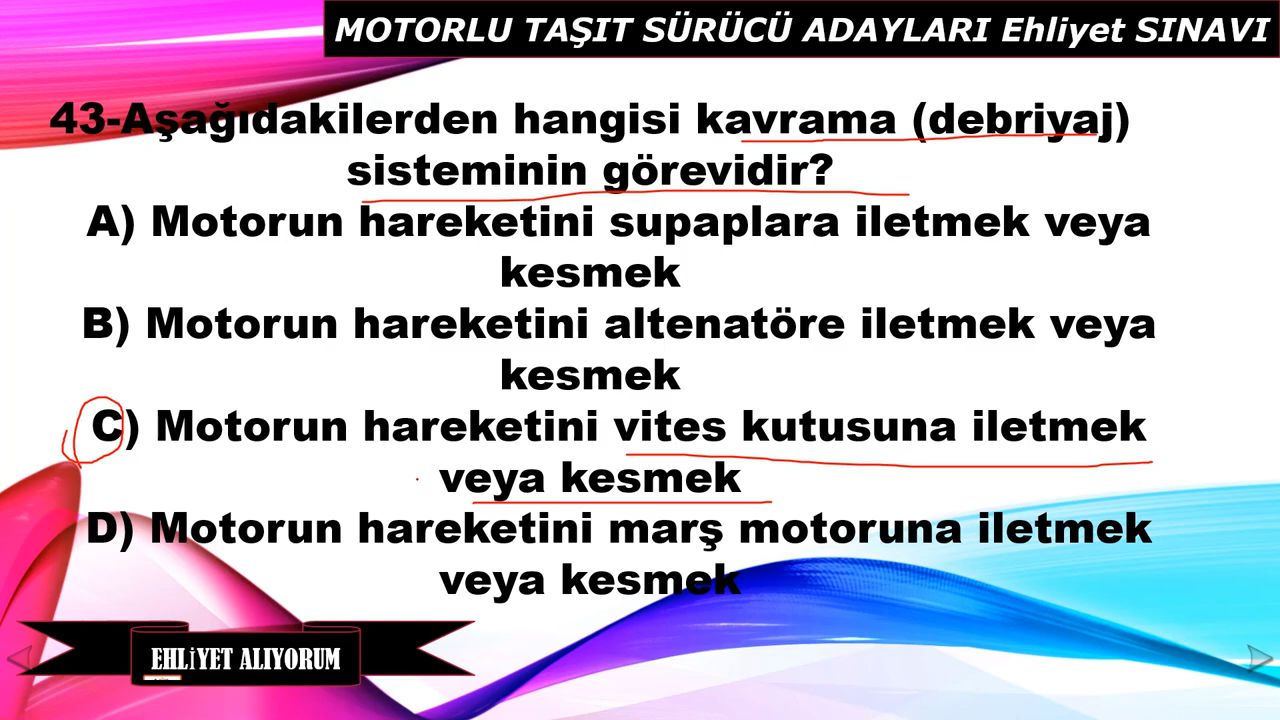 MOTORLU TAŞIT SÜRÜCÜ ADAYLARI Ehliyet SINAVI
43-Aşağıdakilerden hangisi kavrama (debriyaj)
sisteminin görevidir?
A) Motorun hareketini supaplara iletmek veya
kesmek
B) Motorun hareketini altenatöre iletmek veya
kesmek
C) Motorun hareketini vites kutusuna iletmek
veya kesmek
D) Motorun hareketini marş motoruna iletmek
veya kesmek
EHLİYET ALIYORUM